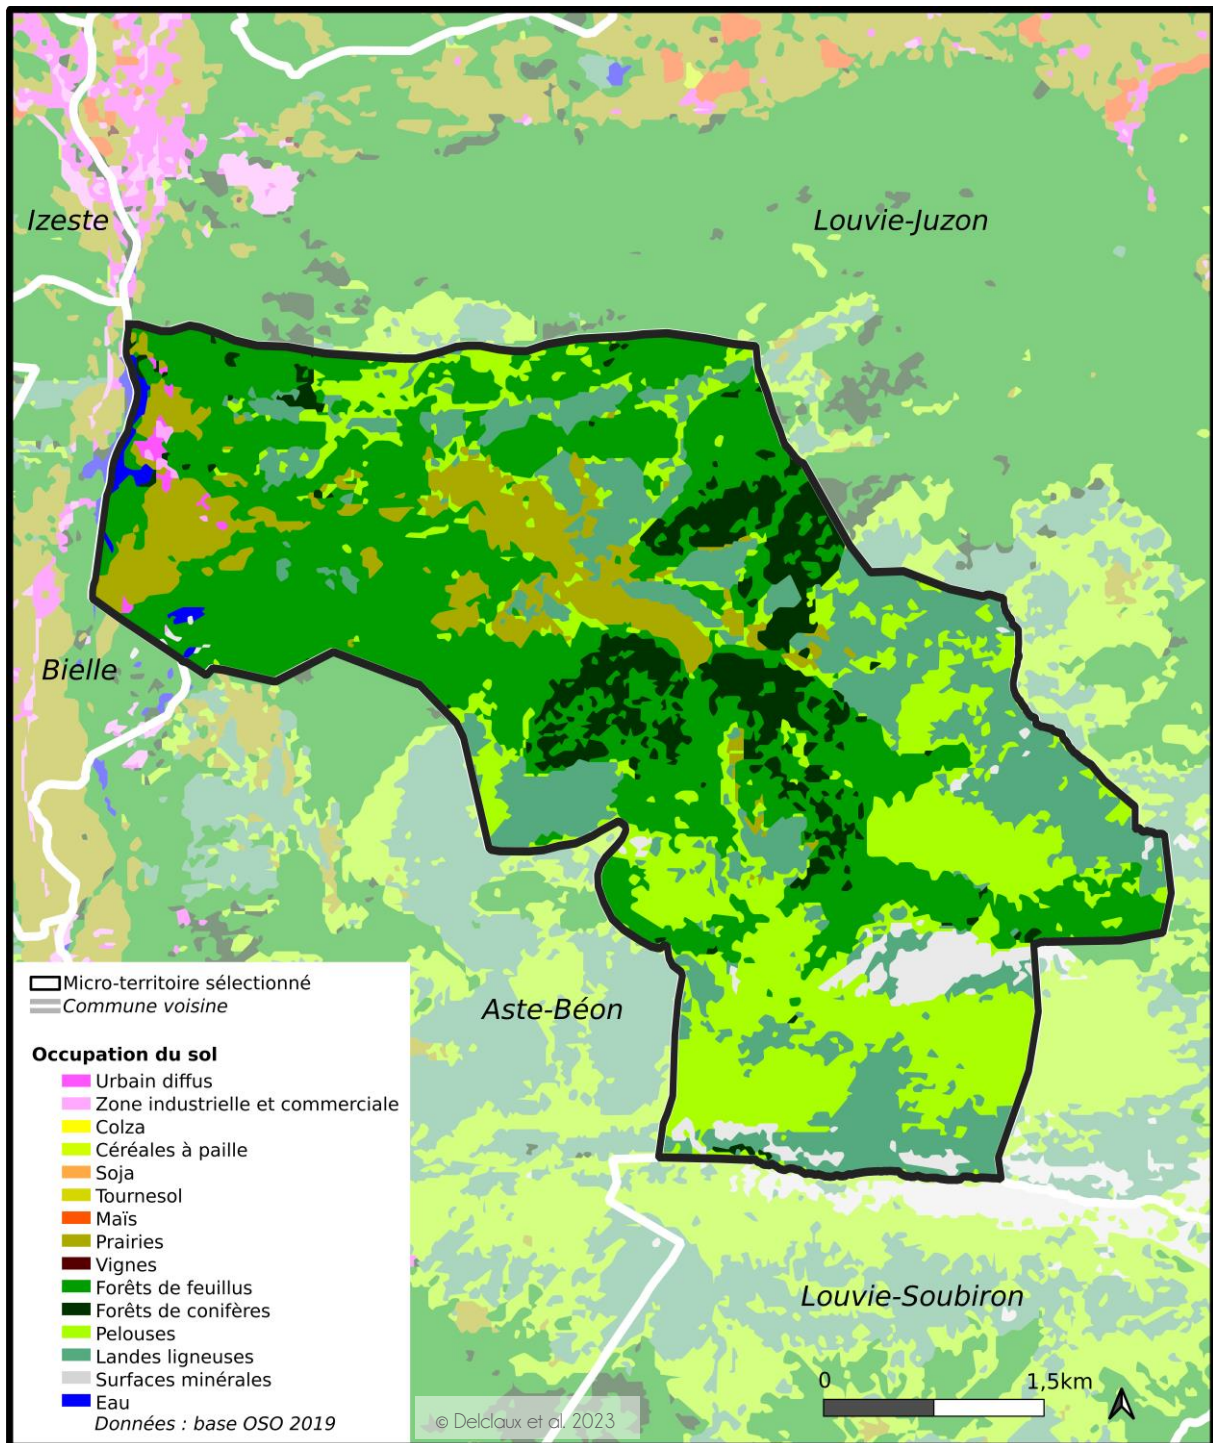 Izeste
Louvie-Juzon
Bielle
Aste-Béon
Louvie-Soubiron
Micro-territoire sélectionné
Commune voisine
Occupation du sol
Urbain diffus
Zone industrielle et commerciale
Colza
Céréales à paille
Soja
Tournesol
Maïs
Prairies
Vignes
Forêts de feuillus
Forêts de conifères
Pelouses
Landes ligneuses
Surfaces minérales
Eau
Données : base OSO 2019
© Delclaux et al. 2023
0 1,5km